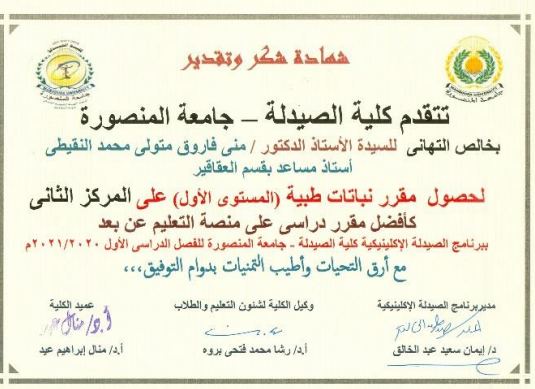 شهادة شكر وتقدير
تتقدم كلية الصيدلة – جامعة المنصورة
بخالص التهانى للسيدة الأستاذ الدكتور / منى فاروق متولى محمد النقيطى
أستاذ مساعد بقسم العقاقير
لحصول مقرر نباتات طبية (المستوى الأول) على المركز الثانى
كأفضل مقرر دراسى على منصة التعليم عن بعد
ببرنامج الصيدلة الإكلينيكية كلية الصيدلة - جامعة المنصورة للفصل الدراسى الأول ٢٠٢١/٢٠٢٠م
مع أرق التحيات وأطيب التمنيات بدوام التوفيق،،،
مديربرنامج الصيدلة الإكلينيكية
وكيل الكلية لشئون التعليم والطلاب
عميد الكلية
أ.د/ منال
د/ إيمان سعيد عبد الخالق
أ.د/ رشا محمد فتحى بروه
أ.د/ منال إبراهيم عيد